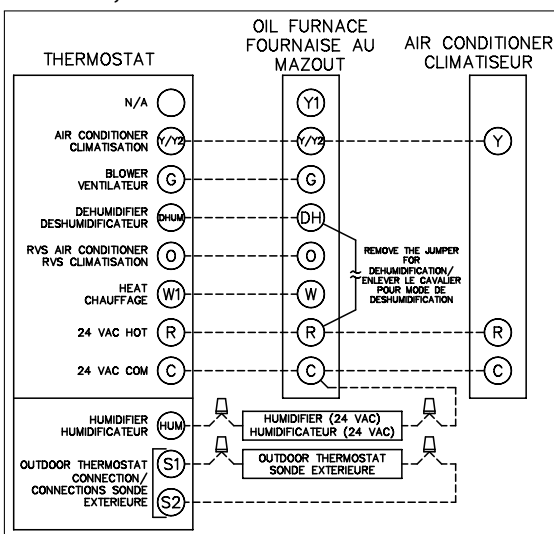 THERMOSTAT
OIL FURNACE
FOURNAISE AU
MAZOUT
AIR CONDITIONER
CLIMATISEUR
N/A
Y1
AIR CONDITIONER
CLIMATISATION
Y/Y2
Y/Y2
Y
BLOWER
VENTILATEUR
G
G
DEHUMIDIFIER
DESHUMIDIFICATEUR
DHUM
DH
REMOVE THE JUMPER
FOR
DEHUMIDIFICATION/
ENLEVER LE CAVALIER
POUR MODE DE
DESHUMIDIFICATION
RVS AIR CONDITIONER
RVS CLIMATISATION
O
O
HEAT
CHAUFFAGE
W1
W
24 VAC HOT
R
R
R
24 VAC COM
C
C
C
HUMIDIFIER
HUMIDIFICATEUR
HUM
HUMIDIFIER (24 VAC)
HUMIDIFICATEUR (24 VAC)
OUTDOOR THERMOSTAT
CONNECTION/
CONNECTIONS SONDE
EXTERIEURE
S1
S2
OUTDOOR THERMOSTAT
SONDE EXTERIEURE